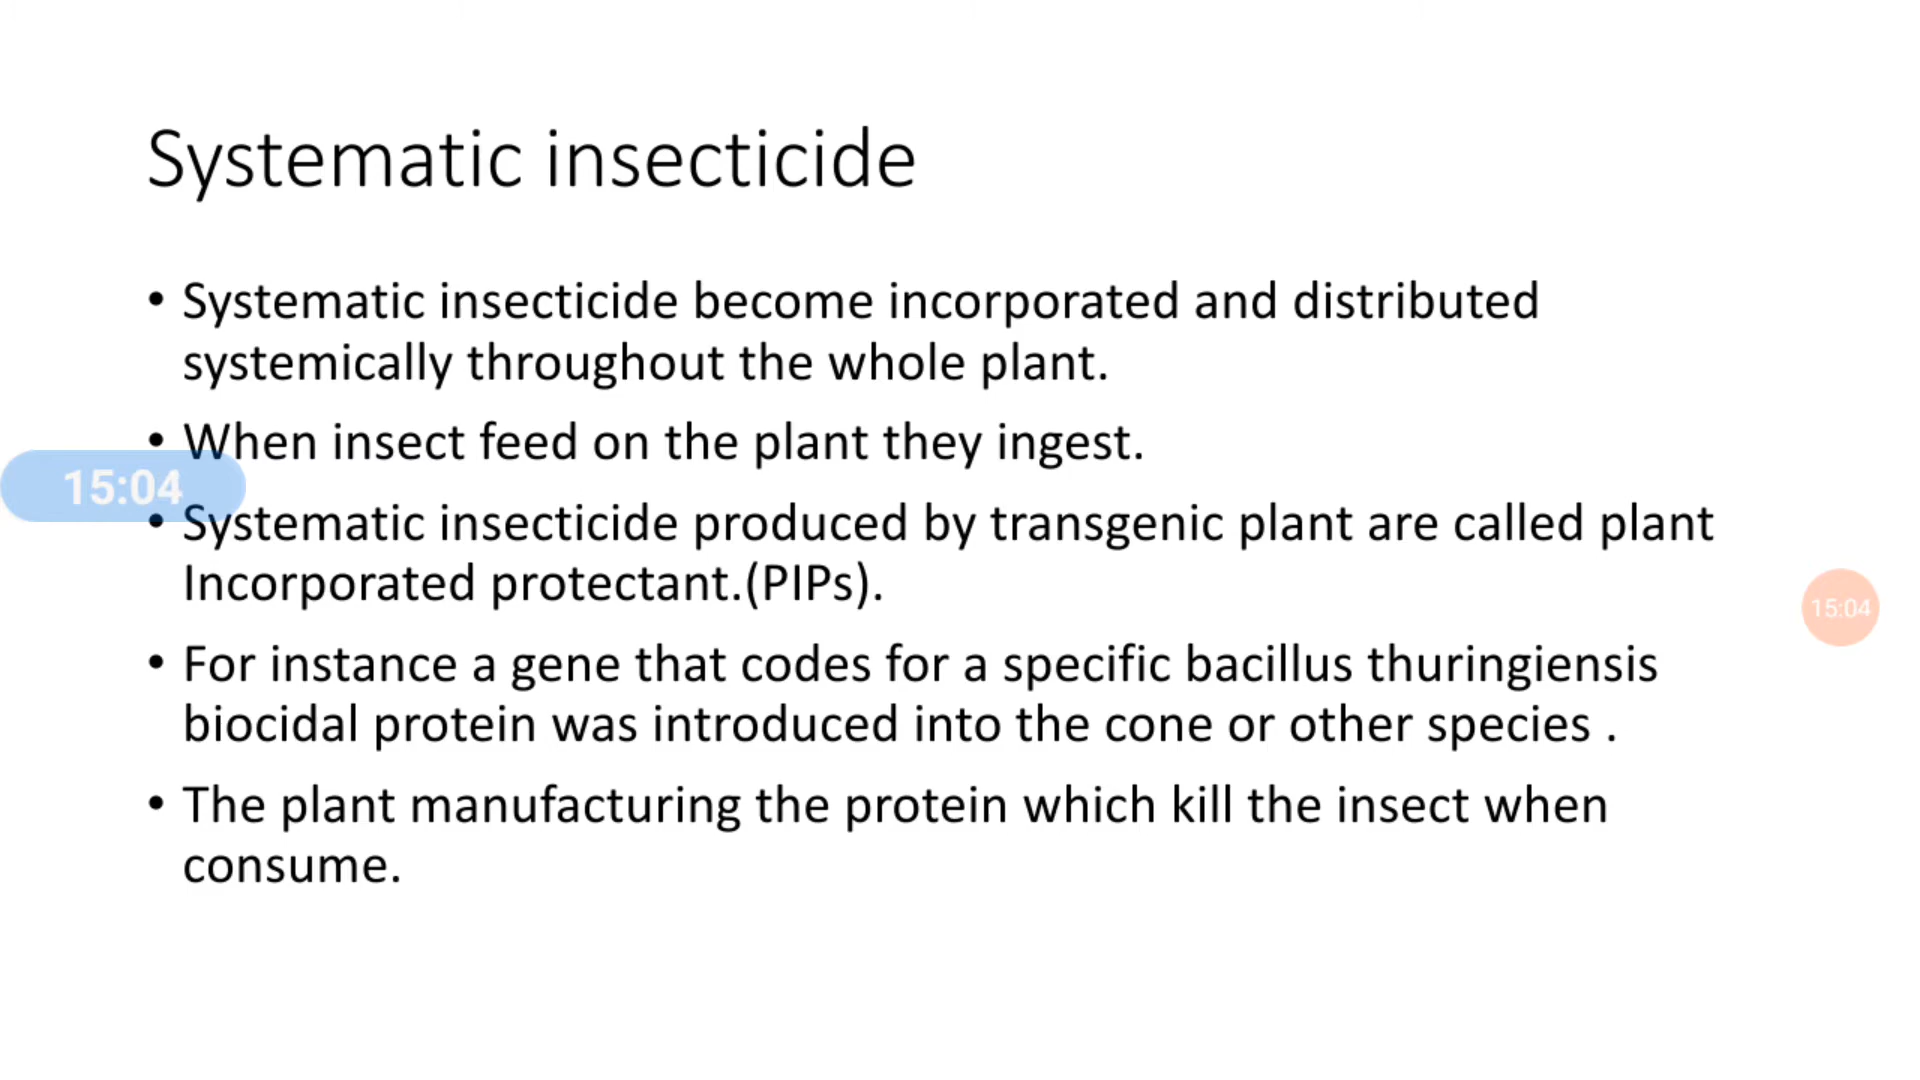 Systematic insecticide
• Systematic insecticide become incorporated and distributed
systemically throughout the whole plant.
• When insect feed on the plant they ingest.
15:04
• Systematic insecticide produced by transgenic plant are called plant
Incorporated protectant.(PIPs).
15:04
• For instance a gene that codes for a specific bacillus thuringiensis
biocidal protein was introduced into the cone or other species .
• The plant manufacturing the protein which kill the insect when
consume.